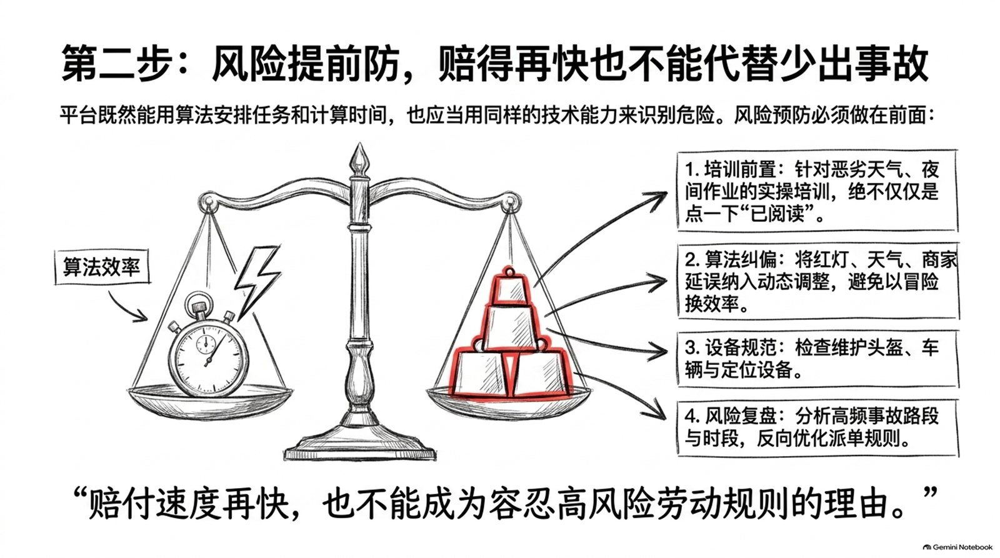 第二步：风险提前防，赔得再快也不能代替少出事故
平台既然能用算法安排任务和计算时间，也应当用同样的技术能力来识别危险。风险预防必须做在前面：
算法效率
1. 培训前置：针对恶劣天气、夜
间作业的实操培训，绝不仅仅是
点一下“已阅读”。
2. 算法纠偏：将红灯、天气、商家
延误纳入动态调整，避免以冒险
换效率。
3. 设备规范：检查维护头盔、车
辆与定位设备。
4. 风险复盘：分析高频事故路段
与时段，反向优化派单规则。
“赔付速度再快，也不能成为容忍高风险劳动规则的理由。”
Gemini Notebook